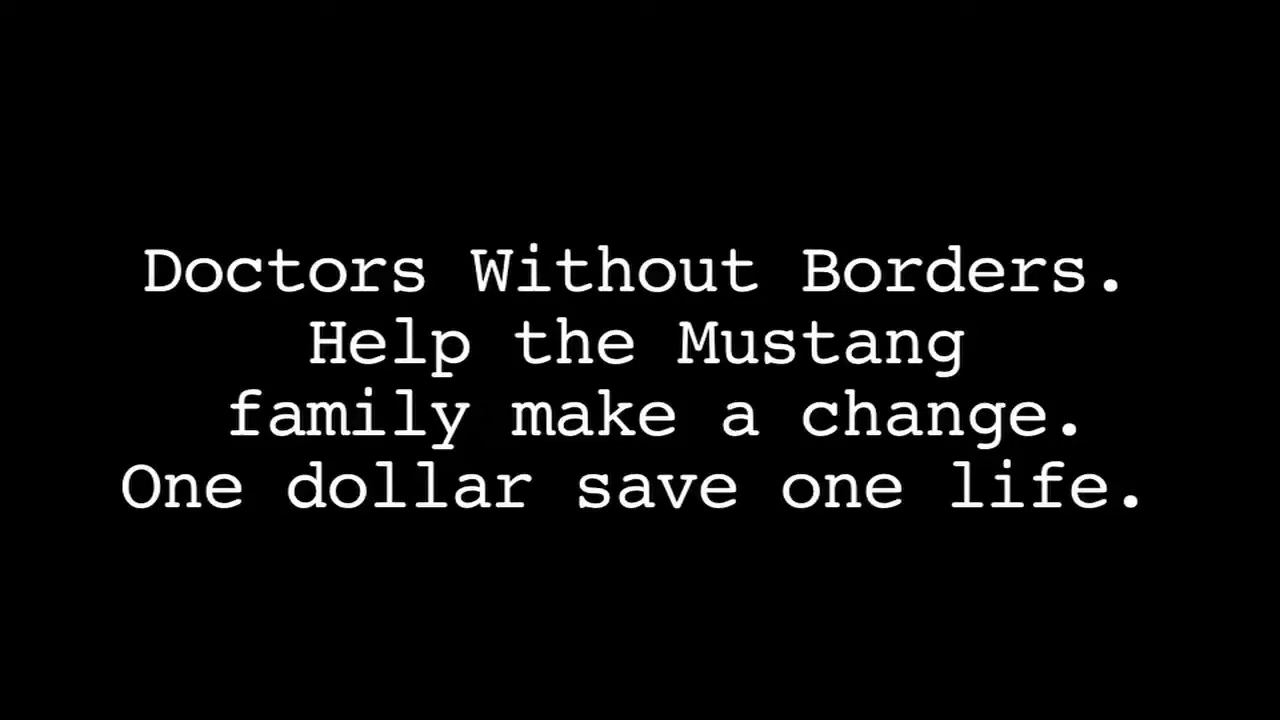 Doctors Without Borders.
Help the Mustang
family make a change.
One dollar save one life.